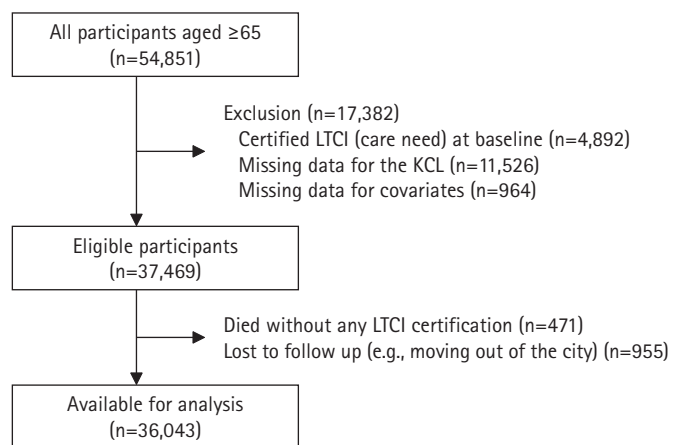 All participants aged ≥65
(n=54,851)
Exclusion (n=17,382)
Certified LTCI (care need) at baseline (n=4,892)
Missing data for the KCL (n=11,526)
Missing data for covariates (n=964)
Eligible participants
(n=37,469)
Died without any LTCI certification (n=471)
Lost to follow up (e.g., moving out of the city) (n=955)
Available for analysis
(n=36,043)